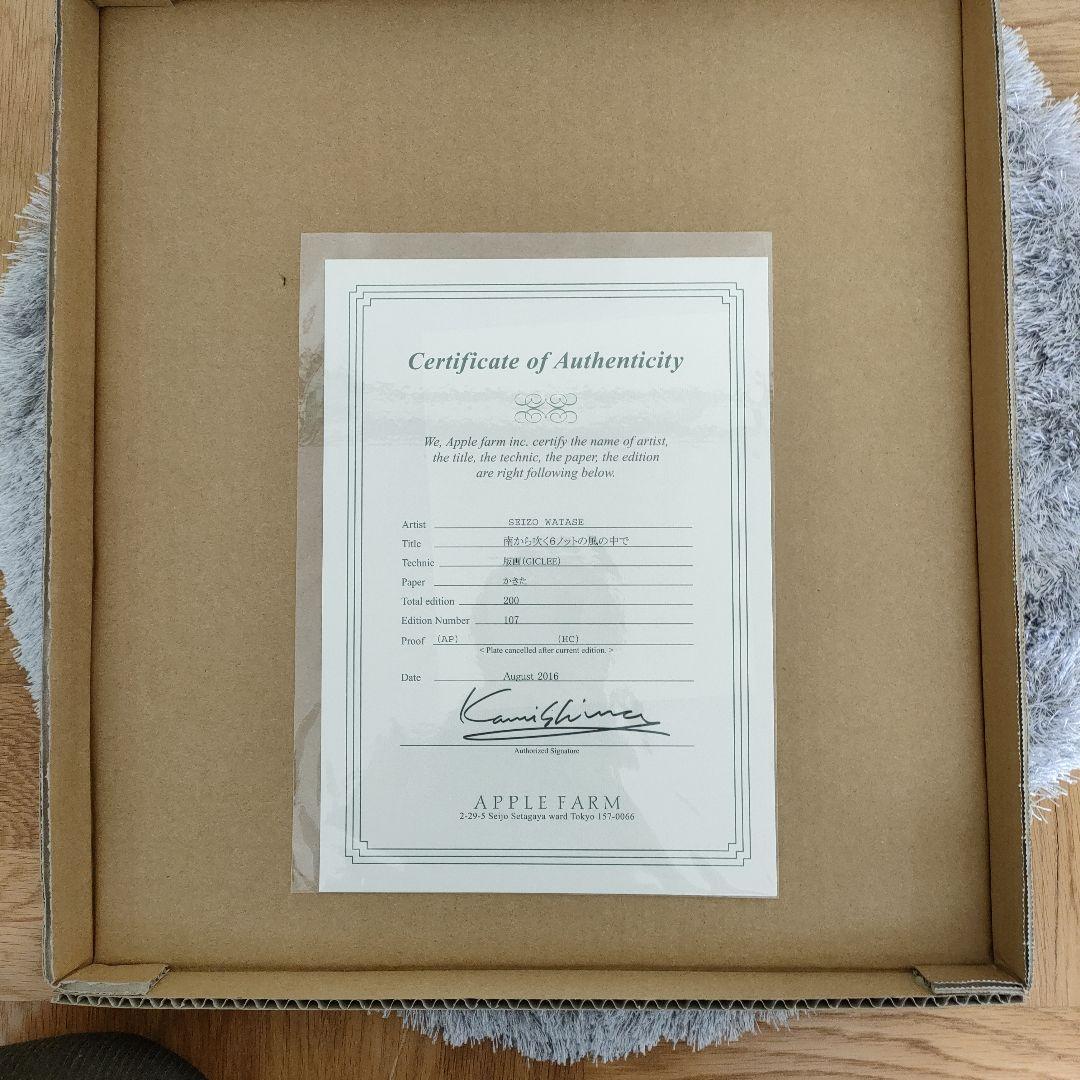 Certificate of Authenticity
We, Apple farm inc. certify the name of artist,
the title, the technic, the paper, the edition
are right following below.
Artist SEIZO WATASE
Title 南から吹く6ノットの風の中で
Technic 版画(GICLEE)
Paper かきた
Total edition 200
Edition Number 107
Proof (AP) (HC)
< Plate cancelled after current edition. >
Date August 2016
Kamishima
Authorized Signature
APPLE FARM
2-29-5 Seijo Setagaya ward Tokyo 157-0066